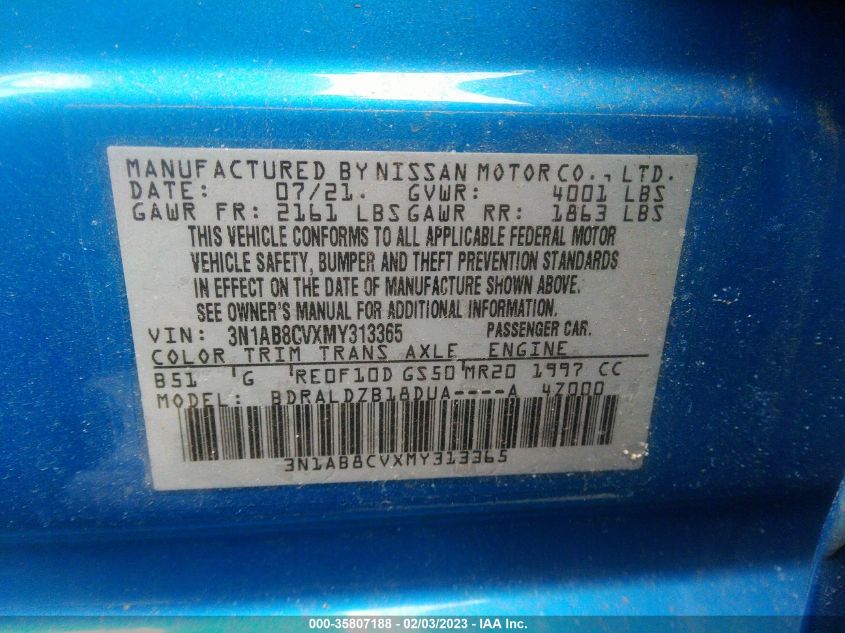 MANUFACTURED BY NISSAN MOTOR CO., LTD.
DATE: 07/21. GVWR: 4001 LBS
GAWR FR: 2161 LBS GAWR RR: 1863 LBS
THIS VEHICLE CONFORMS TO ALL APPLICABLE FEDERAL MOTOR
VEHICLE SAFETY, BUMPER AND THEFT PREVENTION STANDARDS
IN EFFECT ON THE DATE OF MANUFACTURE SHOWN ABOVE.
SEE OWNER'S MANUAL FOR ADDITIONAL INFORMATION.
VIN: 3N1AB8CVXMY313365 PASSENGER CAR.
COLOR TRIM TRANS AXLE ENGINE
B51 G RE0F10D GS50 MR20 1997 CC
MODEL: BDRALDZB18DUA----A 4Z000
3N1AB8CVXMY313365
000-35807188 - 02/03/2023 - IAA Inc.